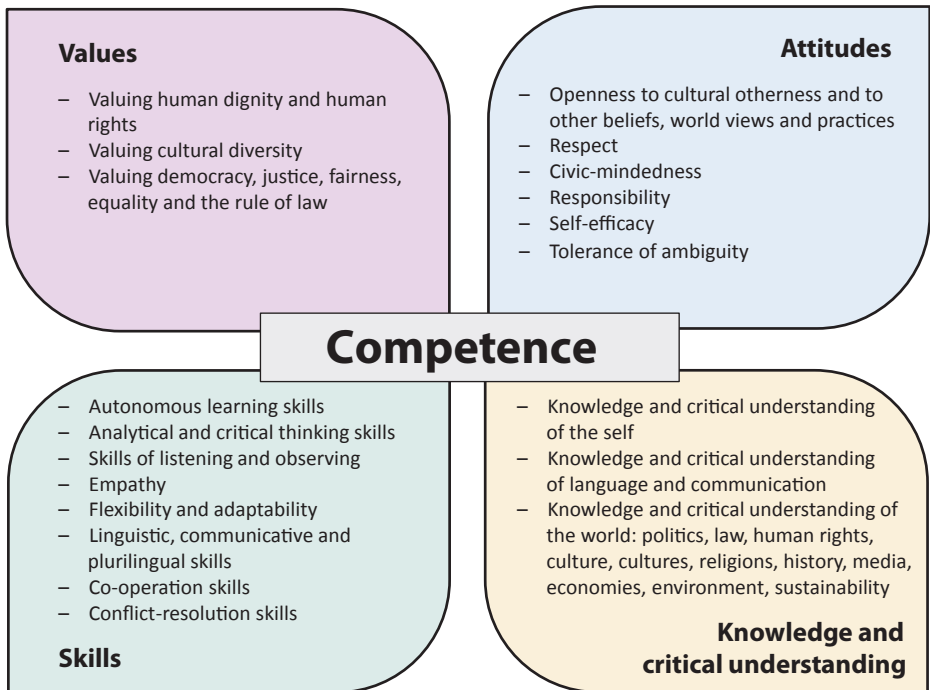 Values
– Valuing human dignity and human
rights
– Valuing cultural diversity
– Valuing democracy, justice, fairness,
equality and the rule of law
Attitudes
– Openness to cultural otherness and to
other beliefs, world views and practices
– Respect
– Civic-mindedness
– Responsibility
– Self-efficacy
– Tolerance of ambiguity
Competence
– Autonomous learning skills
– Analytical and critical thinking skills
– Skills of listening and observing
– Empathy
– Flexibility and adaptability
– Linguistic, communicative and
plurilingual skills
– Co-operation skills
– Conflict-resolution skills
Skills
– Knowledge and critical understanding
of the self
– Knowledge and critical understanding
of language and communication
– Knowledge and critical understanding of
the world: politics, law, human rights,
culture, cultures, religions, history, media,
economies, environment, sustainability
Knowledge and
critical understanding